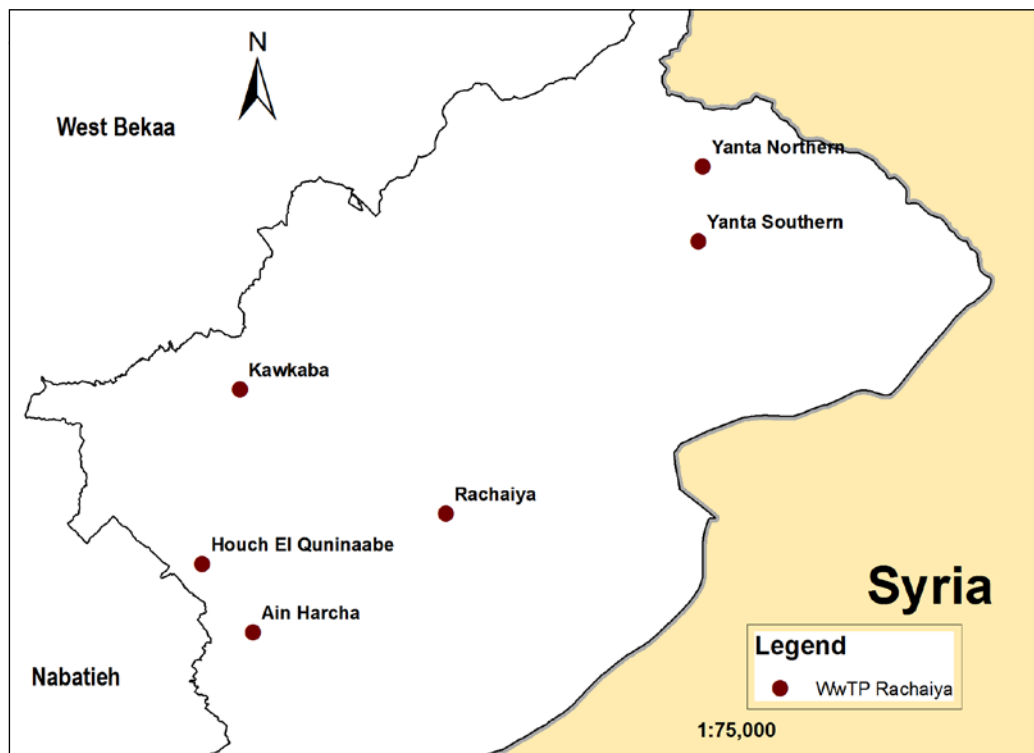 N
West Bekaa
Yanta Northern
Yanta Southern
Kawkaba
Rachaiya
Houch El Quninaabe
Ain Harcha
Nabatieh
Syria
Legend
WwTP Rachaiya
1:75,000